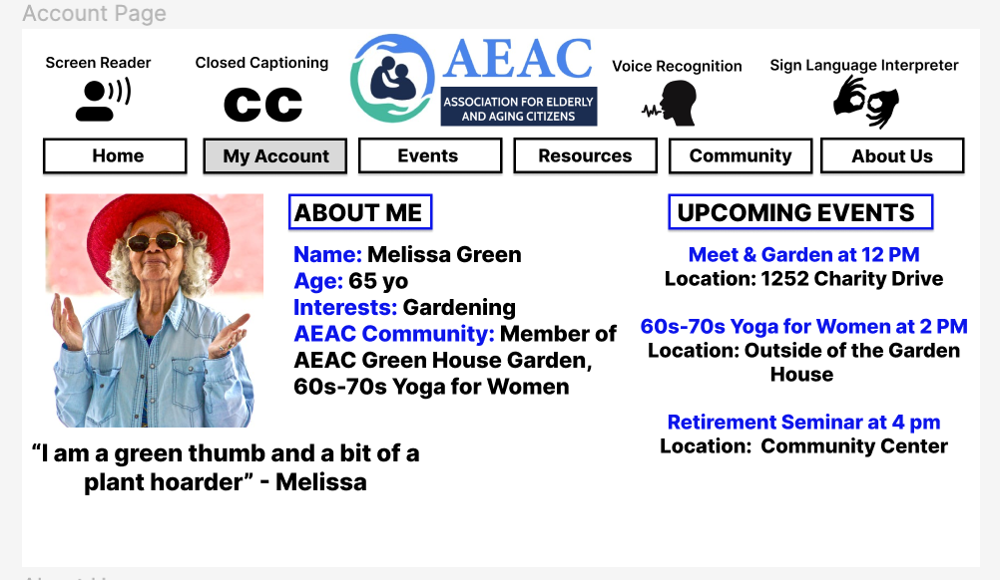 Account Page
Screen Reader
Closed Captioning
CC
AEAC
ASSOCIATION FOR ELDERLY
AND AGING CITIZENS
Voice Recognition
Sign Language Interpreter
Home
My Account
Events
Resources
Community
About Us
ABOUT ME
Name: Melissa Green
Age: 65 yo
Interests: Gardening
AEAC Community: Member of
AEAC Green House Garden,
60s-70s Yoga for Women
“I am a green thumb and a bit of a
plant hoarder” - Melissa
UPCOMING EVENTS
Meet & Garden at 12 PM
Location: 1252 Charity Drive
60s-70s Yoga for Women at 2 PM
Location: Outside of the Garden
House
Retirement Seminar at 4 pm
Location:  Community Center